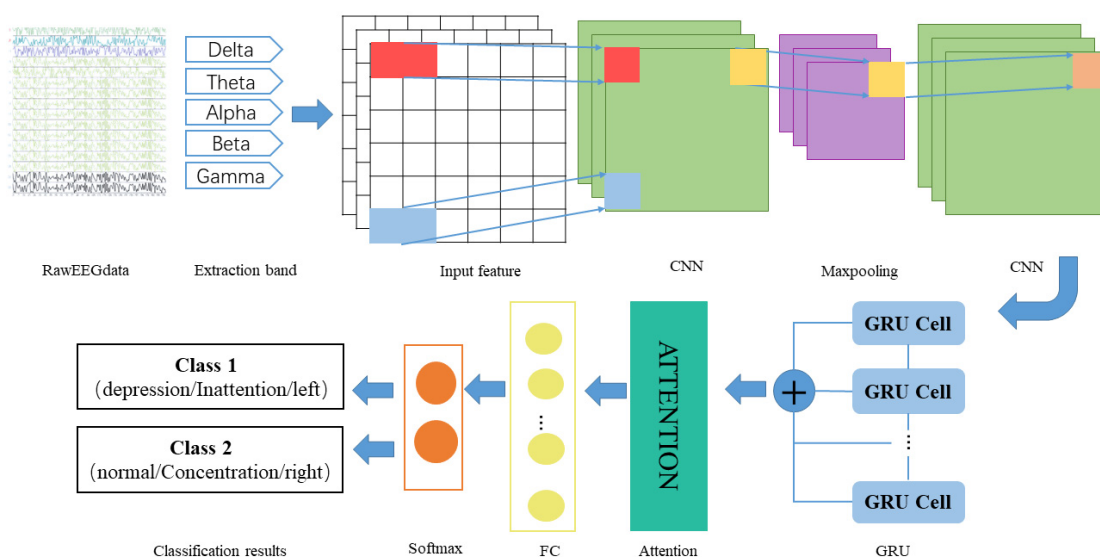 Delta
Theta
Alpha
Beta
Gamma
RawEEGdata
Extraction band
Input feature
CNN
Maxpooling
CNN
Class 1
(depression/Inattention/left)
Class 2
(normal/Concentration/right)
...
ATTENTION
+
GRU Cell
GRU Cell
...
GRU Cell
Classification results
Softmax
FC
Attention
GRU